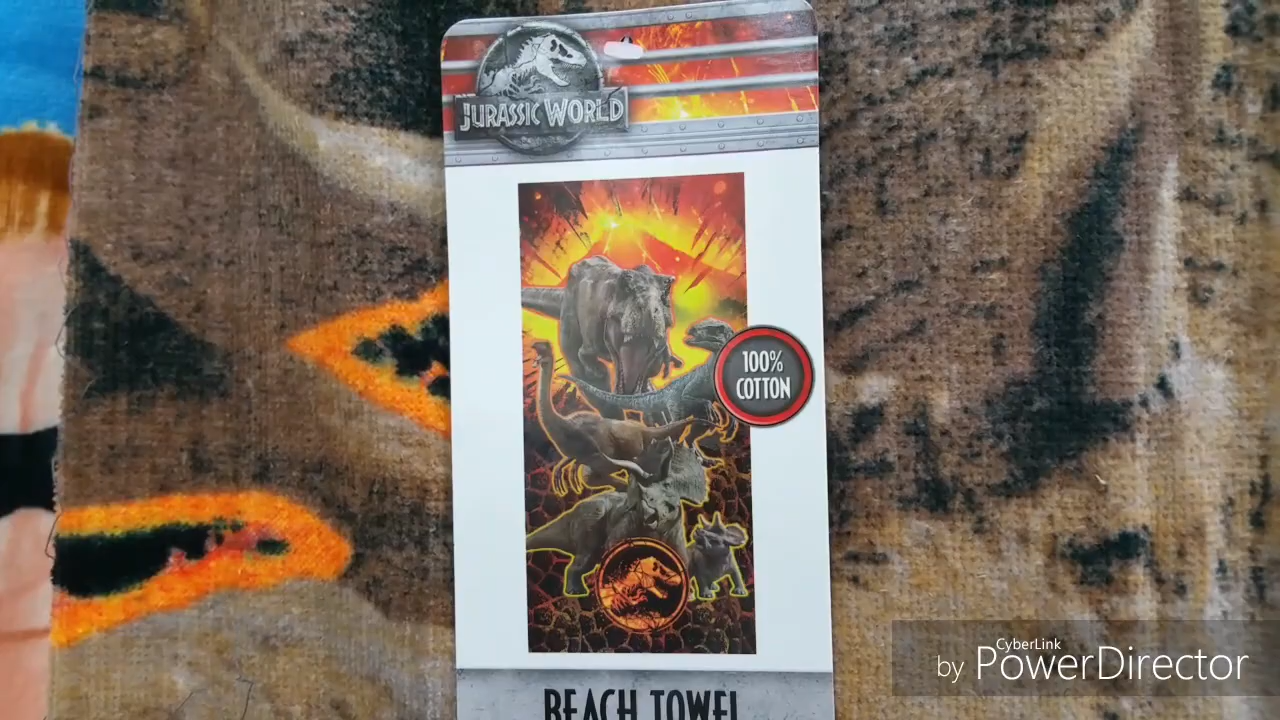 JURASSIC WORLD
100%
COTTON
BEACH TOWEL
CyberLink
by PowerDirector